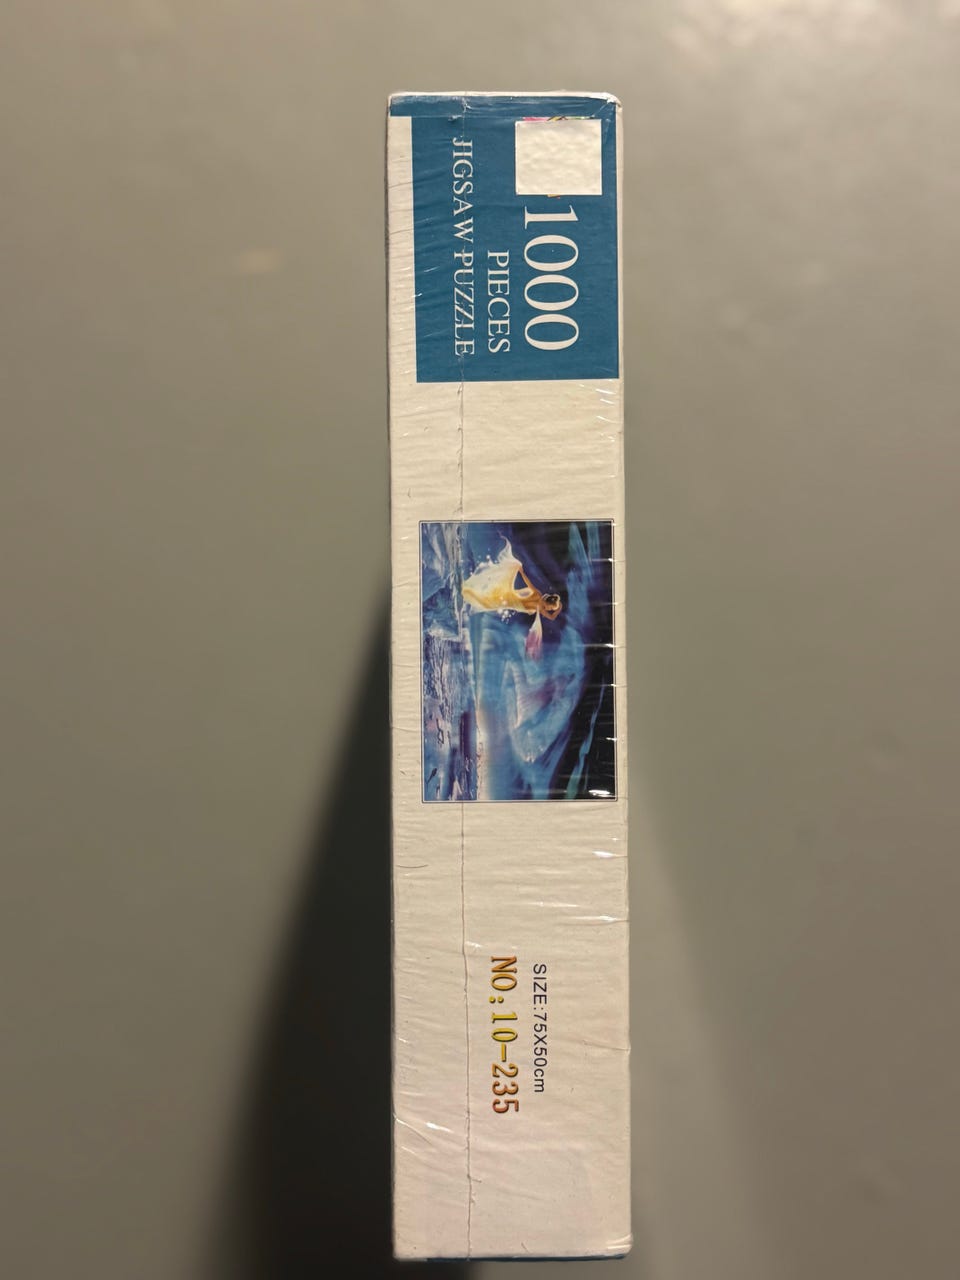 1000
PIECES
JIGSAW PUZZLE
SIZE:75X50cm
NO:10-235